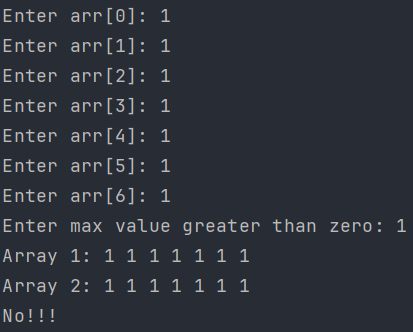 Enter arr[0]: 1
Enter arr[1]: 1
Enter arr[2]: 1
Enter arr[3]: 1
Enter arr[4]: 1
Enter arr[5]: 1
Enter arr[6]: 1
Enter max value greater than zero: 1
Array 1: 1 1 1 1 1 1 1
Array 2: 1 1 1 1 1 1 1
No!!!